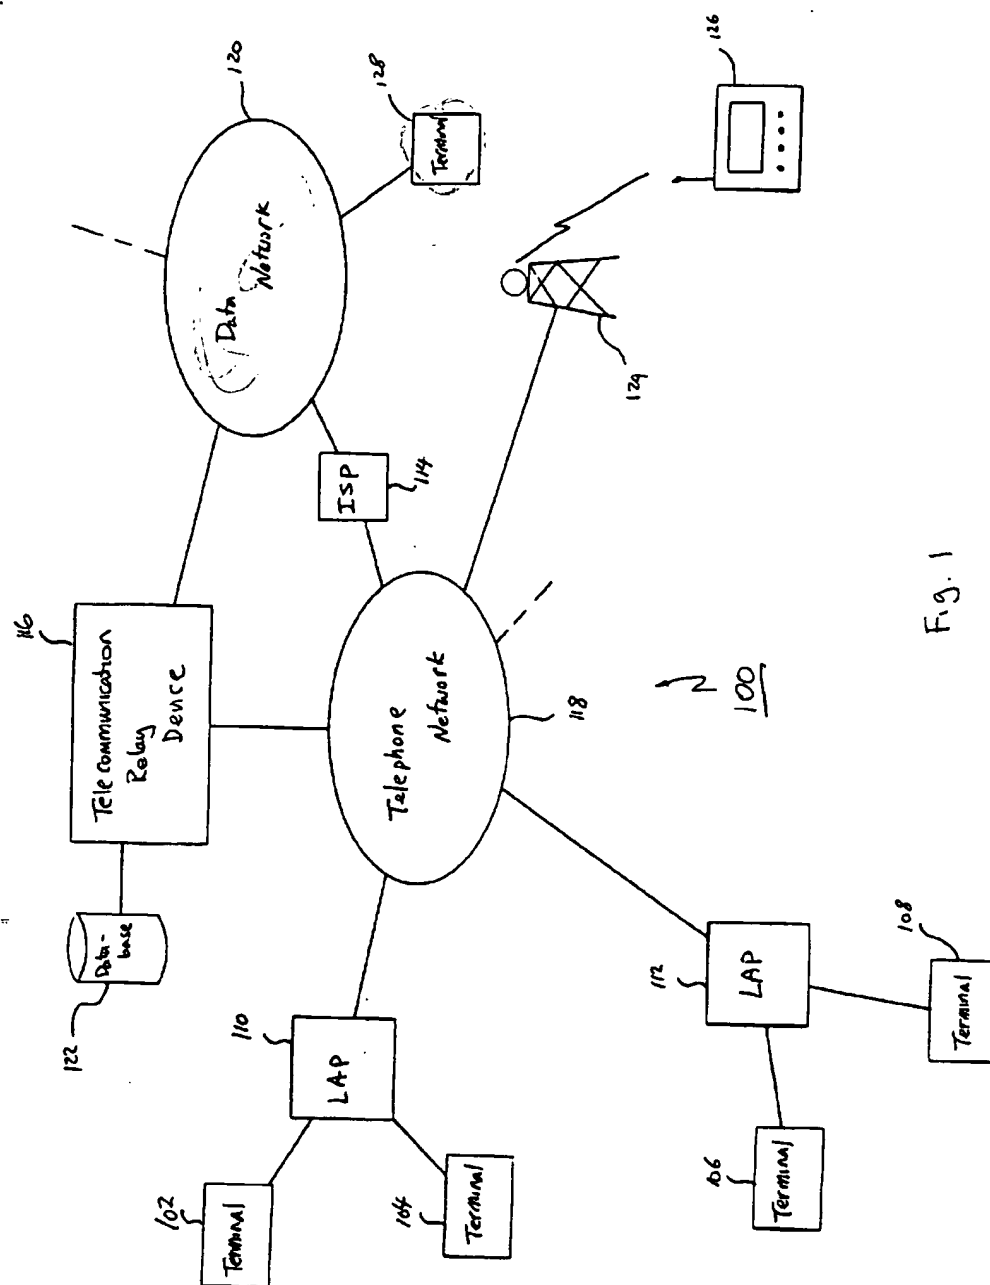 116
122
Data-
base
Telecommunication
Relay
Device
120
Data
Network
128
Terminal
102
Terminal
110
LAP
ISP
114
Telephone
Network
118
104
Terminal
124
126
112
LAP
106
Terminal
100
108
Terminal
Fig. 1